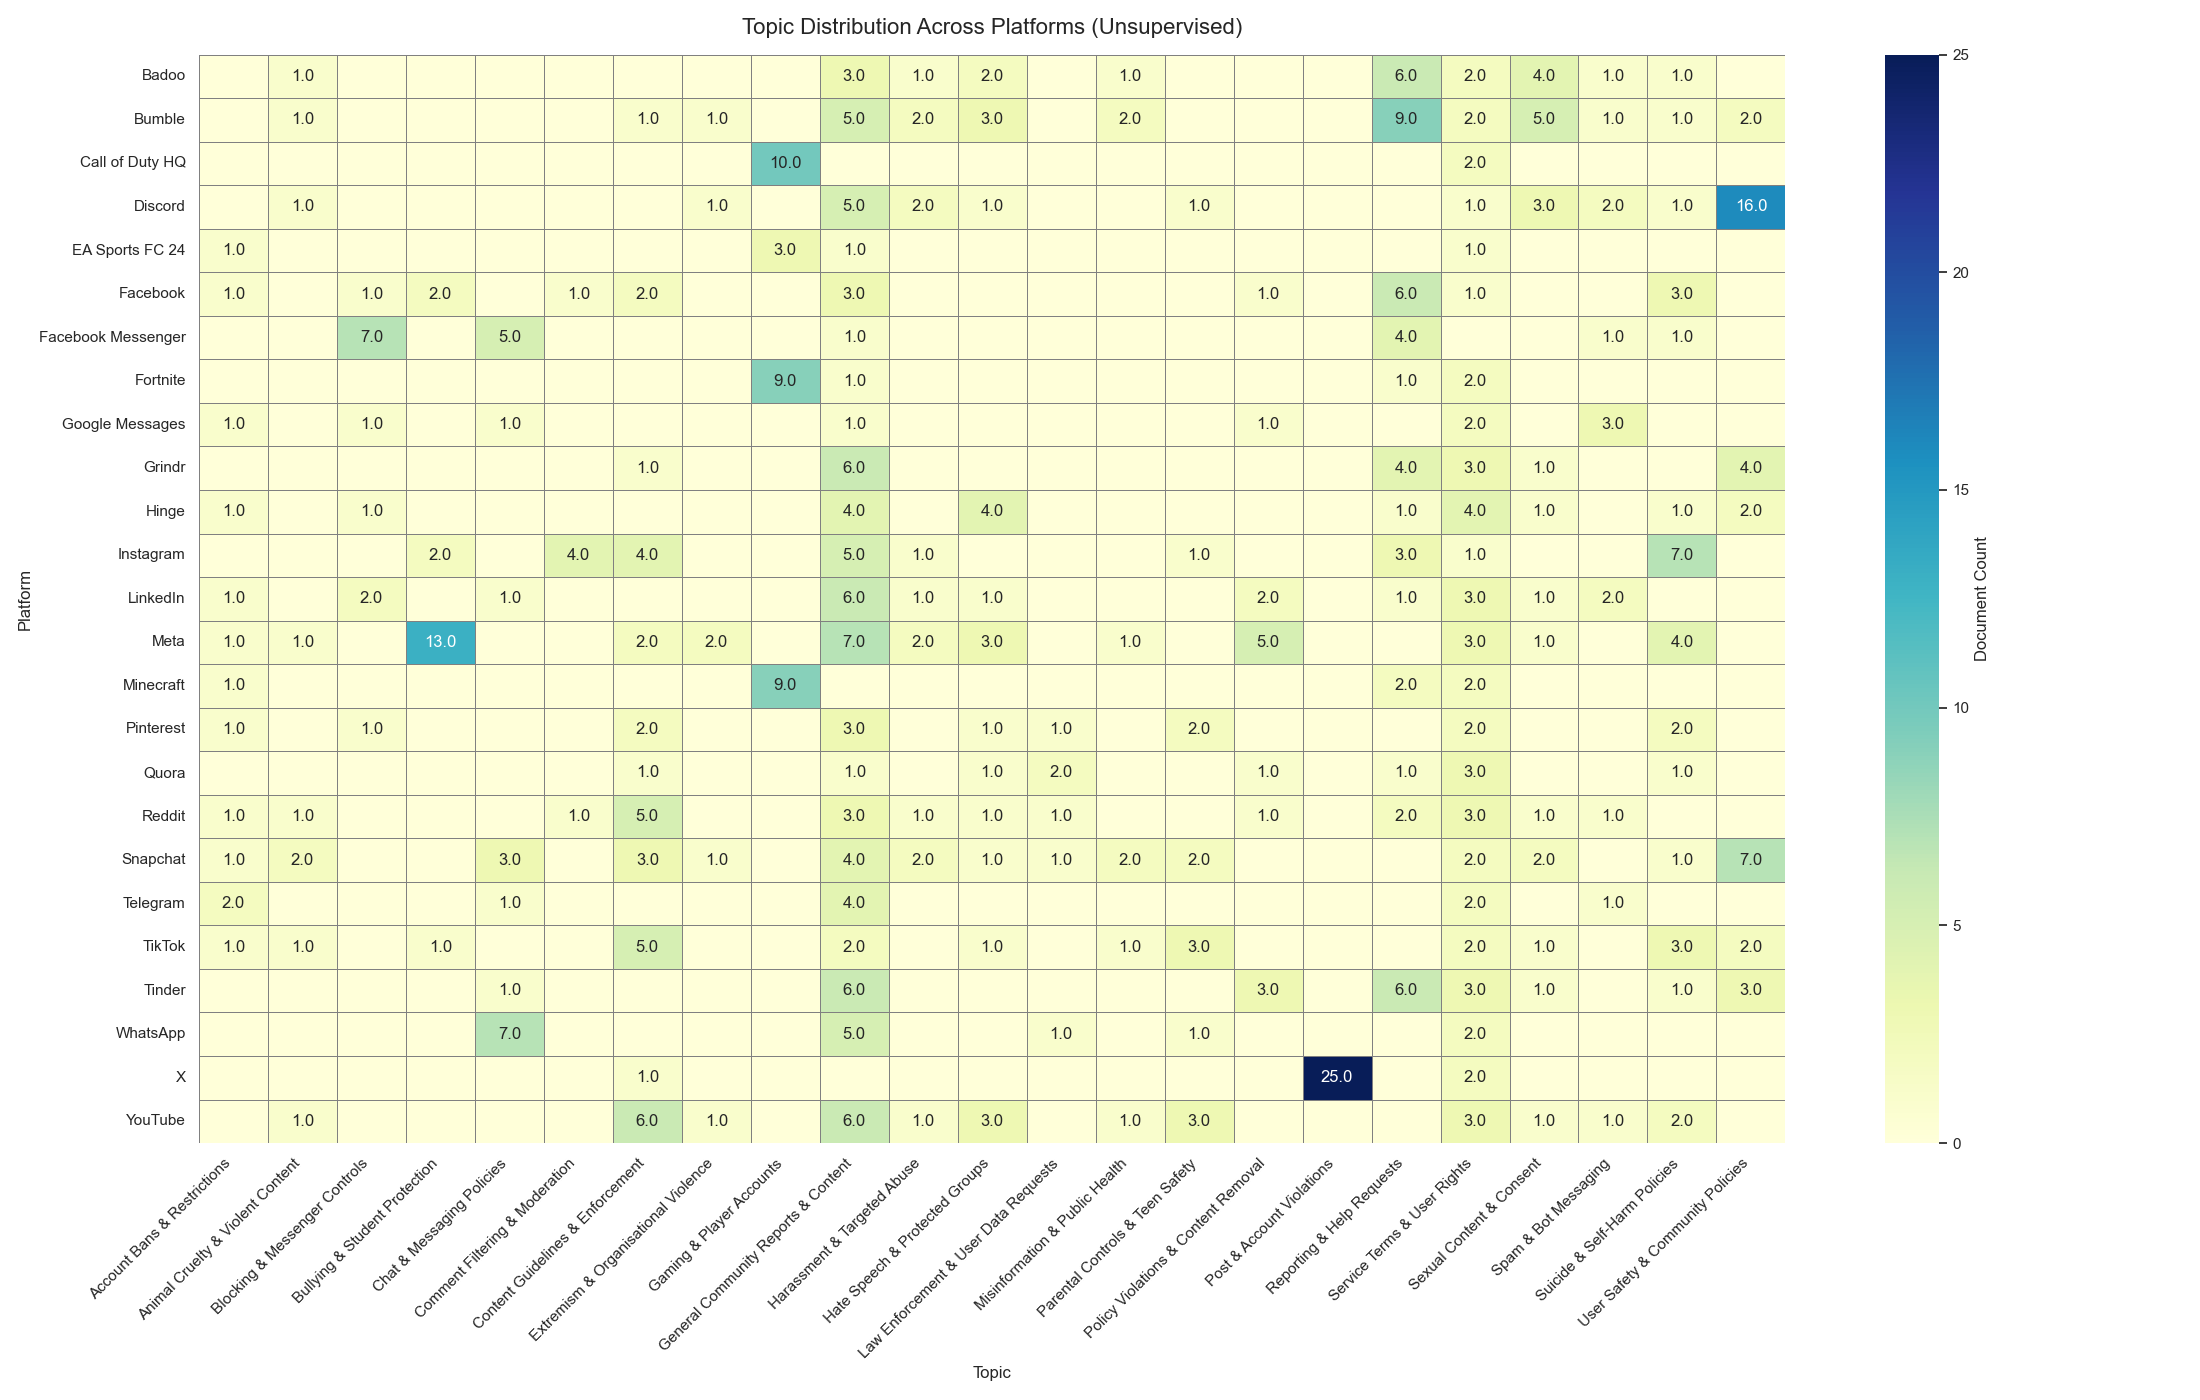 Topic Distribution Across Platforms (Unsupervised)
Badoo 1.0 3.0 1.0 2.0 1.0 6.0 2.0 4.0 1.0 1.0
Bumble 1.0 1.0 1.0 5.0 2.0 3.0 2.0 9.0 2.0 5.0 1.0 1.0 2.0
Call of Duty HQ 10.0 2.0
Discord 1.0 1.0 5.0 2.0 1.0 1.0 1.0 3.0 2.0 1.0 16.0
EA Sports FC 24 1.0 3.0 1.0 1.0
Facebook 1.0 1.0 2.0 1.0 2.0 3.0 1.0 6.0 1.0 3.0
Facebook Messenger 7.0 5.0 1.0 4.0 1.0 1.0
Fortnite 9.0 1.0 1.0 2.0
Google Messages 1.0 1.0 1.0 1.0 1.0 2.0 3.0
Grindr 1.0 6.0 4.0 3.0 1.0 4.0
Hinge 1.0 1.0 4.0 4.0 1.0 4.0 1.0 1.0 2.0
Instagram 2.0 4.0 4.0 5.0 1.0 1.0 3.0 1.0 7.0
LinkedIn 1.0 2.0 1.0 6.0 1.0 1.0 2.0 1.0 3.0 1.0 2.0
Meta 1.0 1.0 13.0 2.0 2.0 7.0 2.0 3.0 1.0 5.0 3.0 1.0 4.0
Minecraft 1.0 9.0 2.0 2.0
Pinterest 1.0 1.0 2.0 3.0 1.0 1.0 2.0 2.0 2.0
Quora 1.0 1.0 1.0 2.0 1.0 1.0 3.0 1.0
Reddit 1.0 1.0 1.0 5.0 3.0 1.0 1.0 1.0 1.0 2.0 3.0 1.0 1.0
Snapchat 1.0 2.0 3.0 3.0 1.0 4.0 2.0 1.0 1.0 2.0 2.0 2.0 2.0 1.0 7.0
Telegram 2.0 1.0 4.0 2.0 1.0
TikTok 1.0 1.0 1.0 5.0 2.0 1.0 1.0 3.0 2.0 1.0 3.0 2.0
Tinder 1.0 6.0 3.0 6.0 3.0 1.0 1.0 3.0
WhatsApp 7.0 5.0 1.0 1.0 2.0
X 1.0 25.0 2.0
YouTube 1.0 6.0 1.0 6.0 1.0 3.0 1.0 3.0 3.0 1.0 1.0 2.0
Platform
Account Bans & Restrictions
Animal Cruelty & Violent Content
Blocking & Messenger Controls
Bullying & Student Protection
Chat & Messaging Policies
Comment Filtering & Moderation
Content Guidelines & Enforcement
Extremism & Organisational Violence
Gaming & Player Accounts
General Community Reports & Content
Harassment & Targeted Abuse
Hate Speech & Protected Groups
Law Enforcement & User Data Requests
Misinformation & Public Health
Parental Controls & Teen Safety
Policy Violations & Content Removal
Post & Account Violations
Reporting & Help Requests
Service Terms & User Rights
Sexual Content & Consent
Spam & Bot Messaging
Suicide & Self-Harm Policies
User Safety & Community Policies
Topic
25
20
15
10
5
0
Document Count